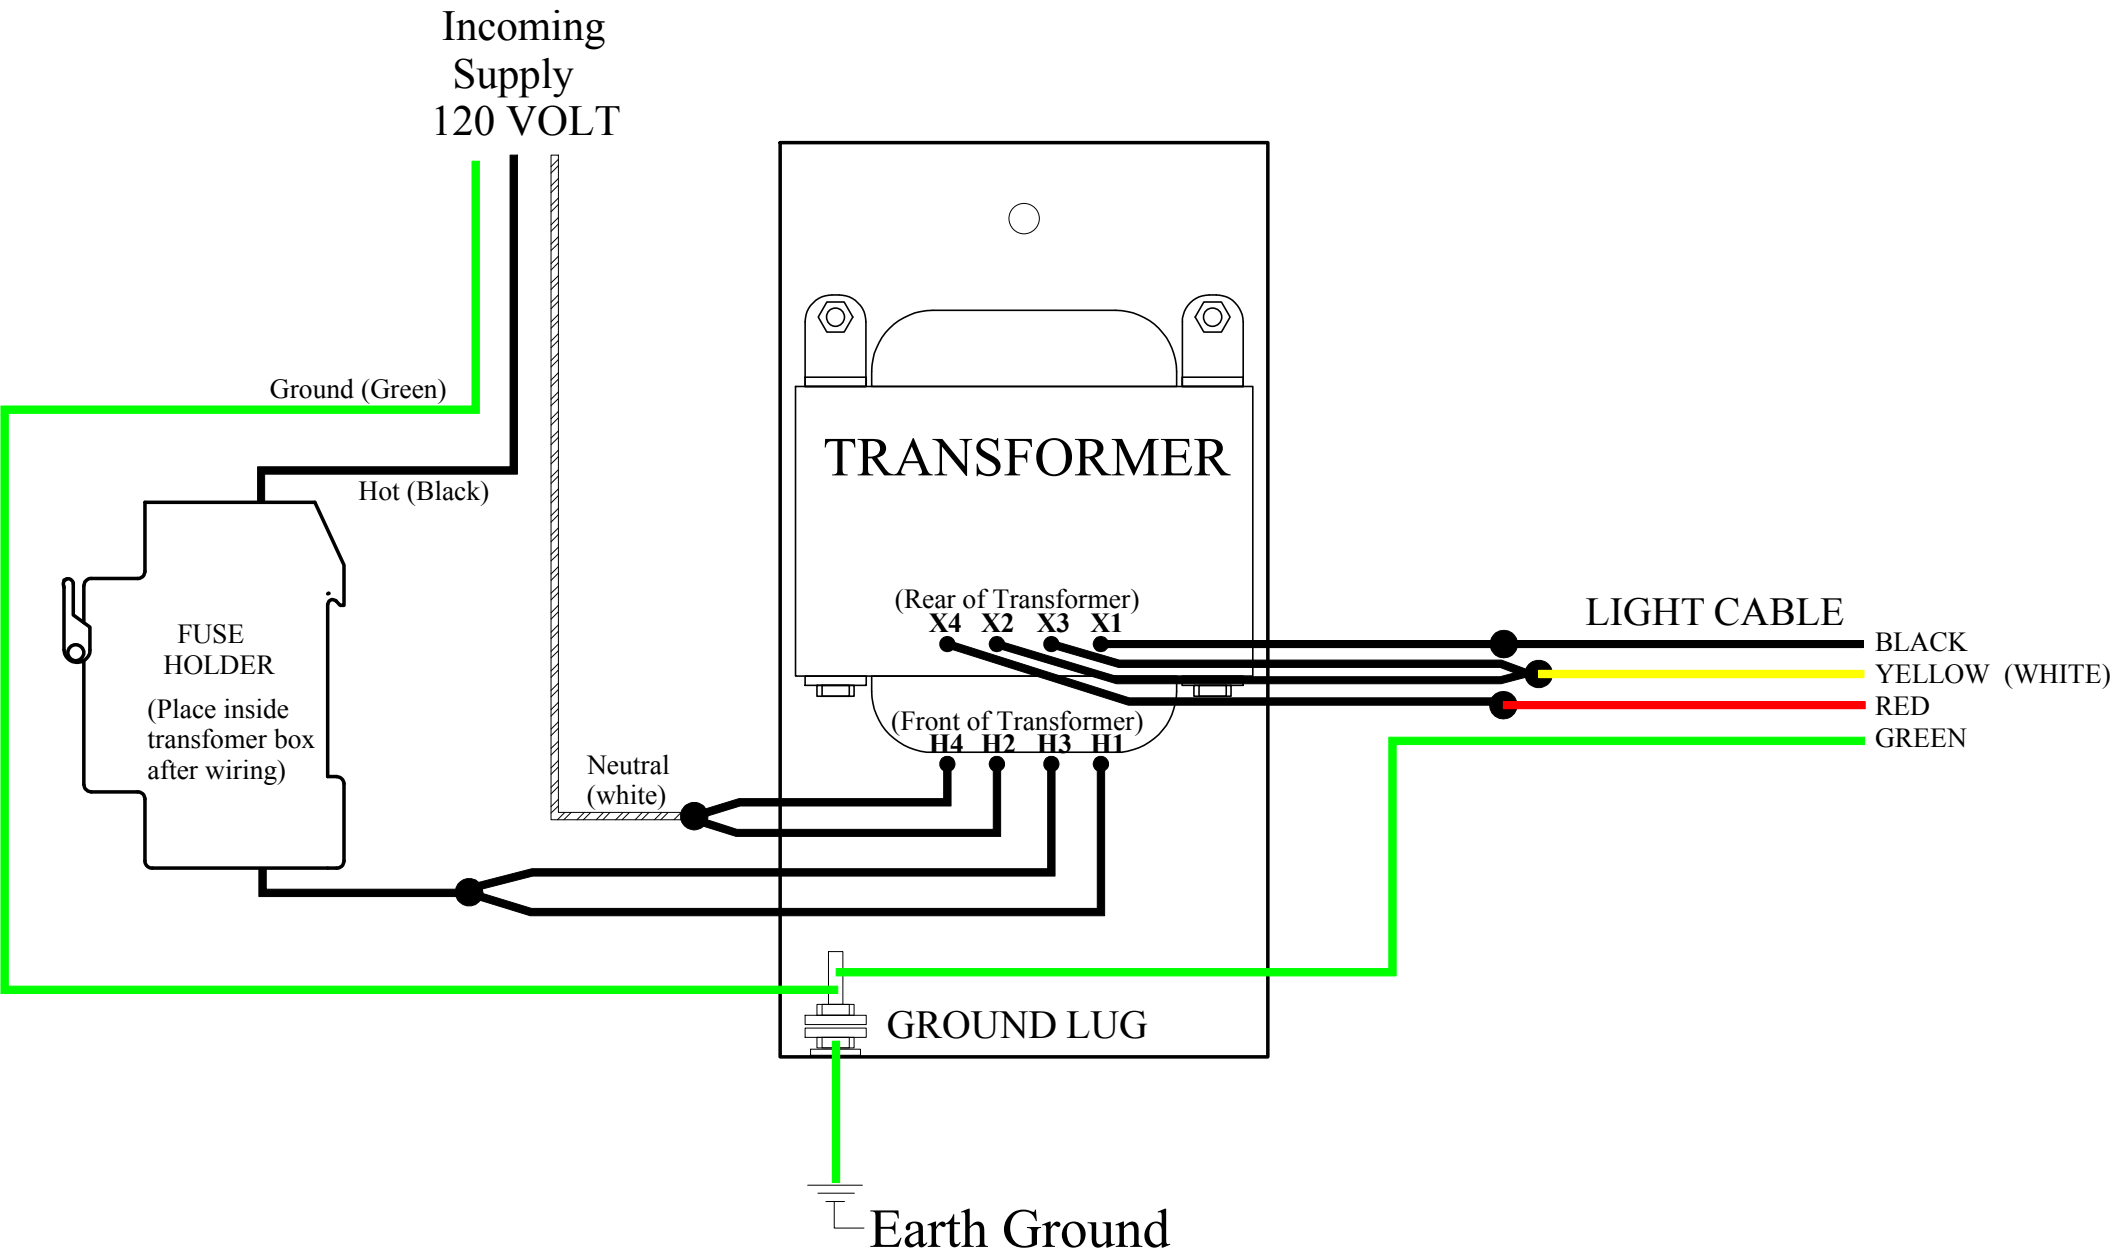 Incoming
Supply
120 VOLT
Ground (Green)
Hot (Black)
FUSE
HOLDER
(Place inside
transfomer box
after wiring)
Neutral
(white)
TRANSFORMER
(Rear of Transformer)
X4 X2 X3 X1
(Front of Transformer)
H4 H2 H3 H1
LIGHT CABLE
BLACK
YELLOW (WHITE)
RED
GREEN
GROUND LUG
Earth Ground